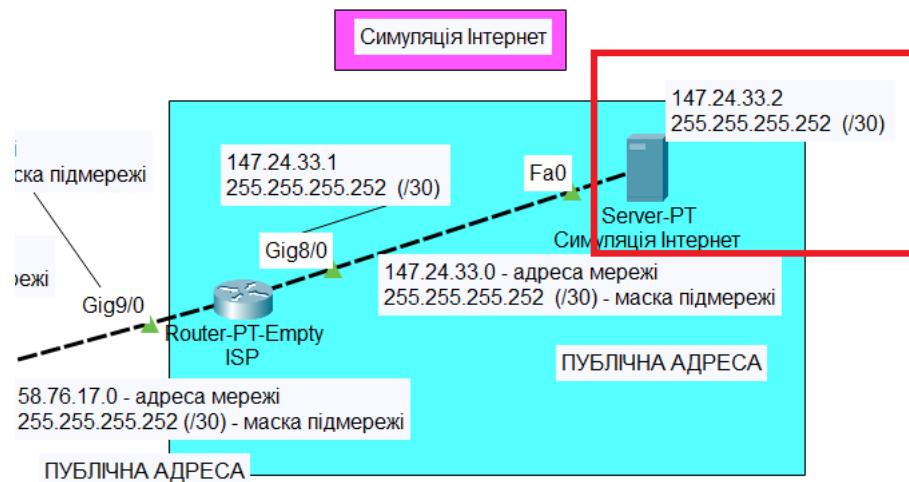 Симуляція Інтернет
147.24.33.2
255.255.255.252 (/30)
і
ска підмережі
147.24.33.1
255.255.255.252 (/30)
Fa0
Server-PT
Симуляція Інтернет
режі
Gig8/0
147.24.33.0 - адреса мережі
255.255.255.252 (/30) - маска підмережі
Gig9/0
Router-PT-Empty
ISP
ПУБЛІЧНА АДРЕСА
58.76.17.0 - адреса мережі
255.255.255.252 (/30) - маска підмережі
ПУБЛІЧНА АДРЕСА